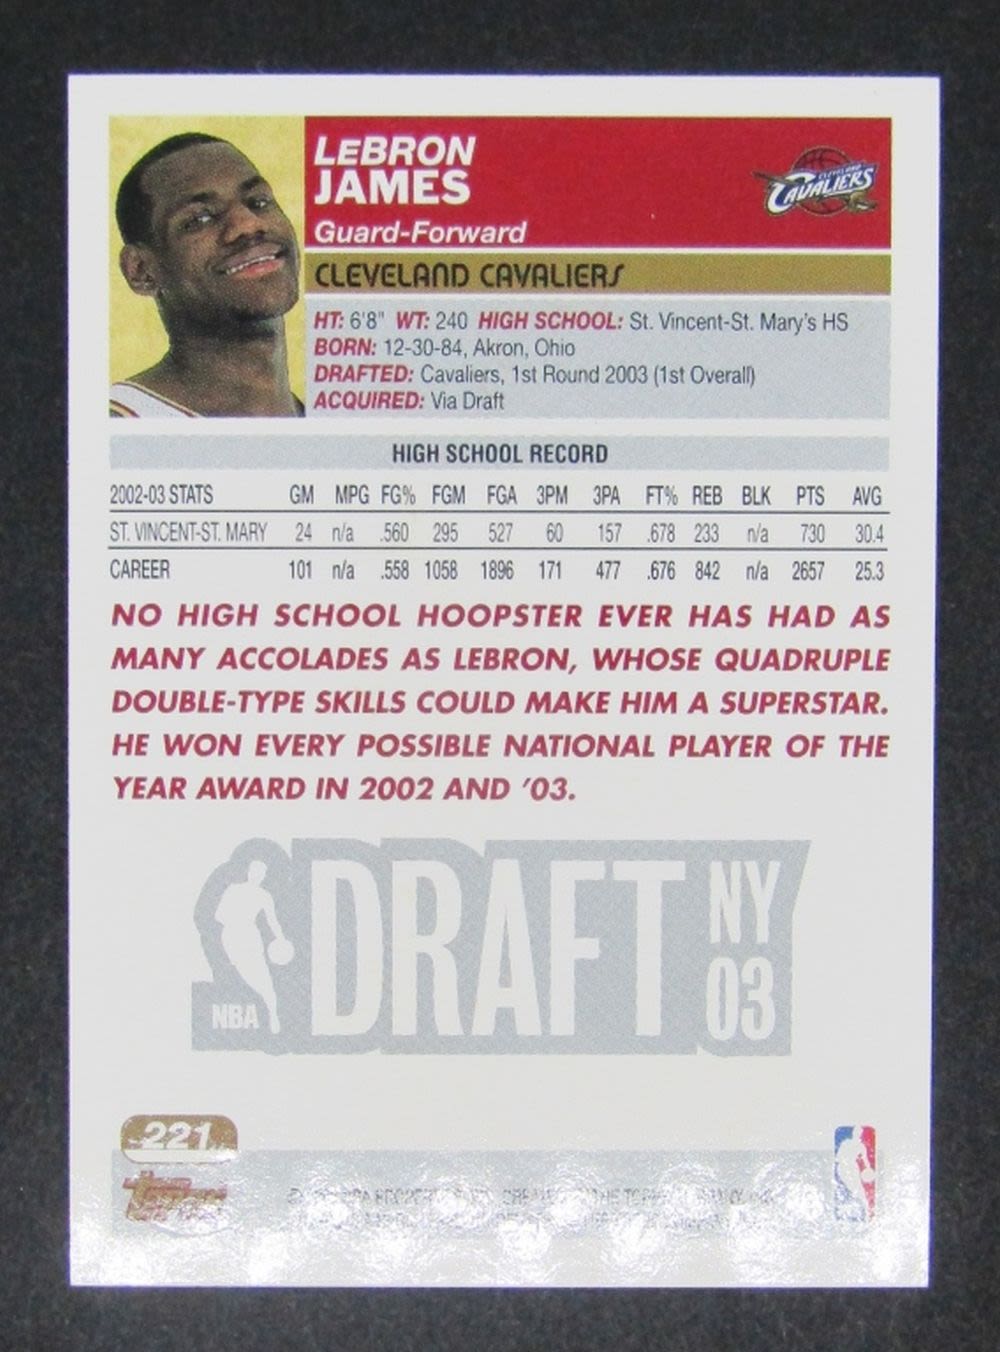 LEBRON
JAMES
Guard-Forward
CLEVELAND CAVALIERS
CLEVELAND
CAVALIERS
HT: 6'8" WT: 240 HIGH SCHOOL: St. Vincent-St. Mary's HS
BORN: 12-30-84, Akron, Ohio
DRAFTED: Cavaliers, 1st Round 2003 (1st Overall)
ACQUIRED: Via Draft
HIGH SCHOOL RECORD
2002-03 STATS GM MPG FG% FGM FGA 3PM 3PA FT% REB BLK PTS AVG
ST. VINCENT-ST. MARY 24 n/a .560 295 527 60 157 .678 233 n/a 730 30.4
CAREER 101 n/a .558 1058 1896 171 477 .676 842 n/a 2657 25.3
NO HIGH SCHOOL HOOPSTER EVER HAS HAD AS
MANY ACCOLADES AS LEBRON, WHOSE QUADRUPLE
DOUBLE-TYPE SKILLS COULD MAKE HIM A SUPERSTAR.
HE WON EVERY POSSIBLE NATIONAL PLAYER OF THE
YEAR AWARD IN 2002 AND '03.
NBA DRAFT NY
03
221
Topps